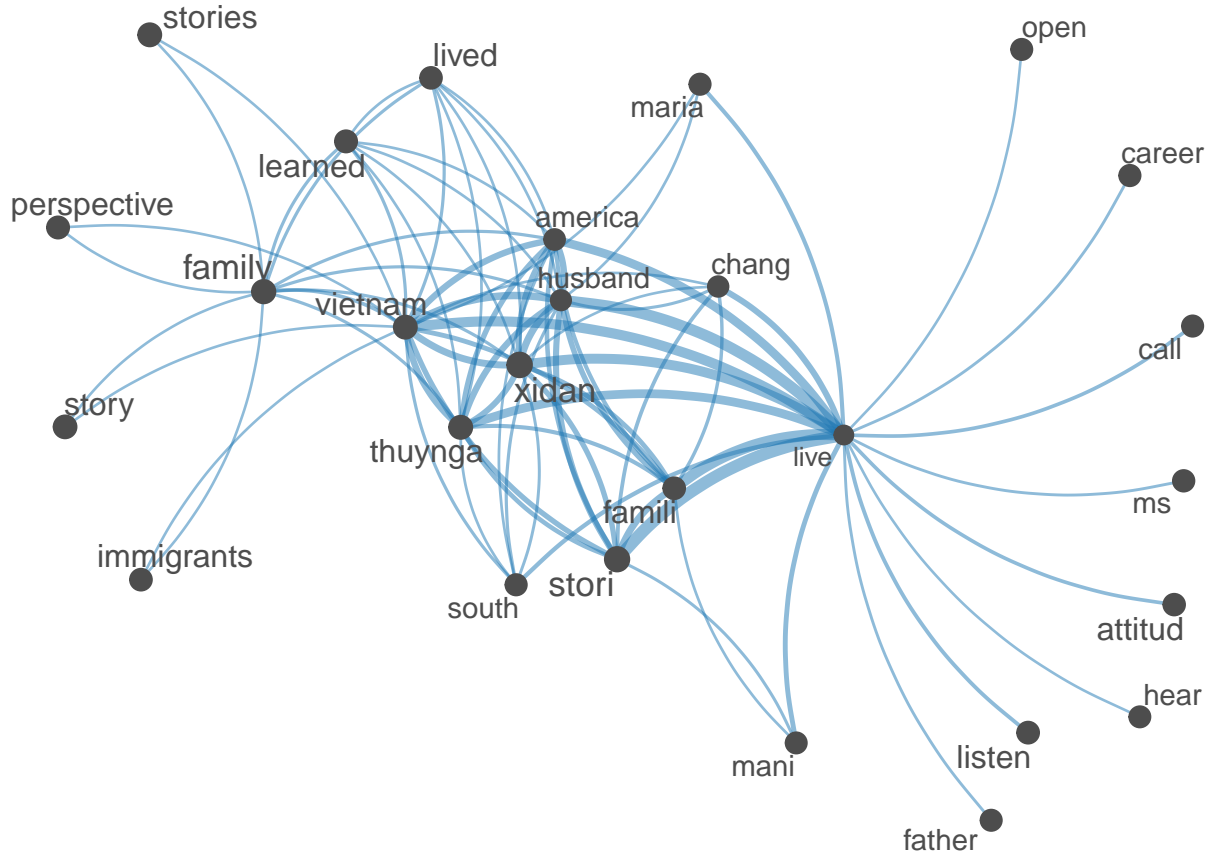 stories
open
lived
maria
career
learned
perspective
america
family
husband
chang
vietnam
call
xidan
story
thuynga
live
ms
famili
immigrants
stori
south
attitud
hear
listen
mani
father